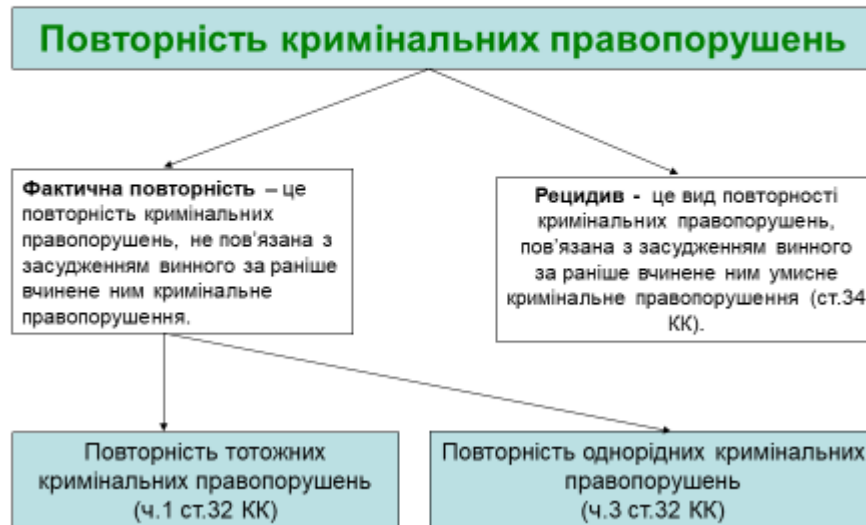 Повторність кримінальних правопорушень
Фактична повторність – це
повторність кримінальних
правопорушень, не пов’язана з
засудженням винного за раніше
вчинене ним кримінальне
правопорушення.
Рецидив - це вид повторності
кримінальних правопорушень,
пов’язана з засудженням винного
за раніше вчинене ним умисне
кримінальне правопорушення (ст.34
КК).
Повторність тотожних
кримінальних правопорушень
(ч.1 ст.32 КК)
Повторність однорідних кримінальних
правопорушень
(ч.3 ст.32 КК)